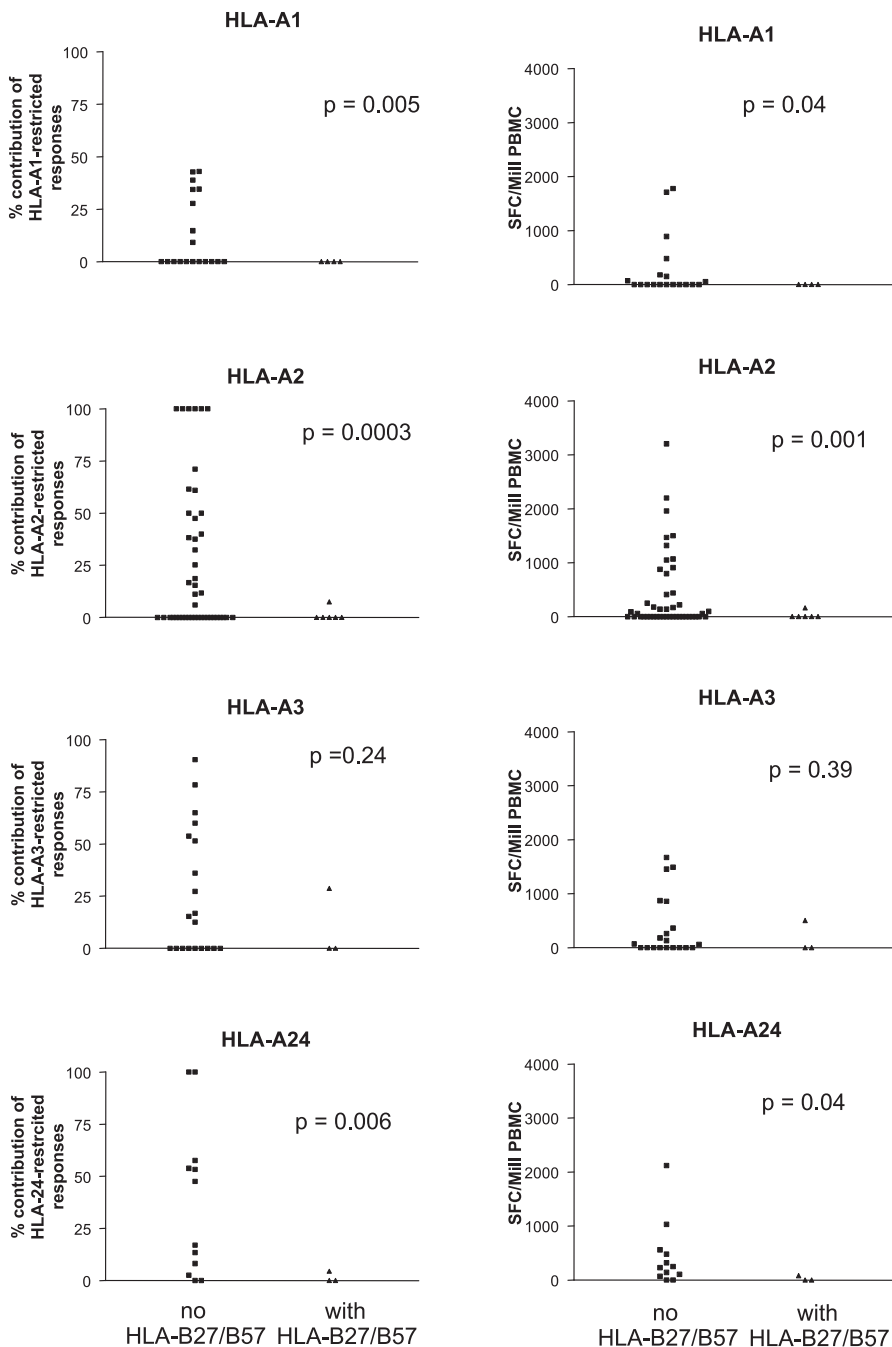 HLA-A1
% contribution of
HLA-A1-restricted
responses
100
75
50
25
0
p = 0.005
HLA-A1
SFC/Mill PBMC
4000
3000
2000
1000
0
p = 0.04
HLA-A2
% contribution of
HLA-A2-restricted
responses
100
75
50
25
0
p = 0.0003
HLA-A2
SFC/Mill PBMC
4000
3000
2000
1000
0
p = 0.001
HLA-A3
% contribution of
HLA-A3-restricted
responses
100
75
50
25
0
p =0.24
HLA-A3
SFC/Mill PBMC
4000
3000
2000
1000
0
p = 0.39
HLA-A24
% contribution of
HLA-24-restrcited
responses
100
75
50
25
0
p = 0.006
no
HLA-B27/B57
with
HLA-B27/B57
HLA-A24
SFC/Mill PBMC
4000
3000
2000
1000
0
p = 0.04
no
HLA-B27/B57
with
HLA-B27/B57